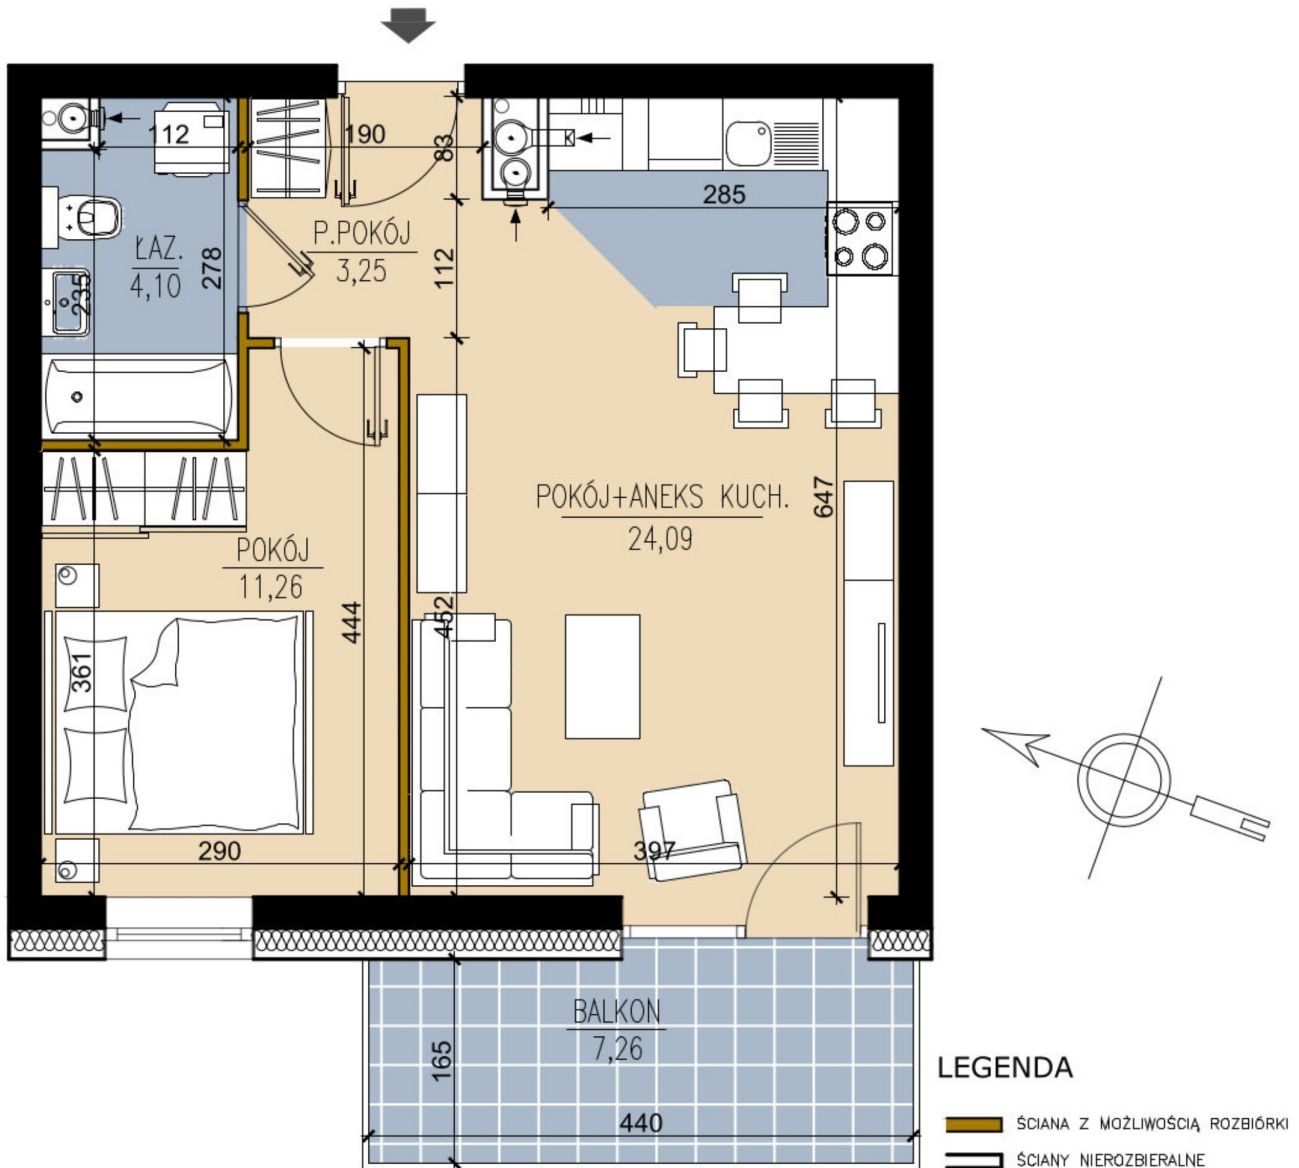 112
190
83
285
P.POKÓJ
3,25
ŁAZ.
4,10
278
235
112
POKÓJ+ANEKS KUCH.
24,09
647
POKÓJ
11,26
444
452
361
290
397
BALKON
7,26
165
440
LEGENDA
ŚCIANA Z MOŻLIWOŚCIĄ ROZBIÓRKI
ŚCIANY NIEROZBIERALNE